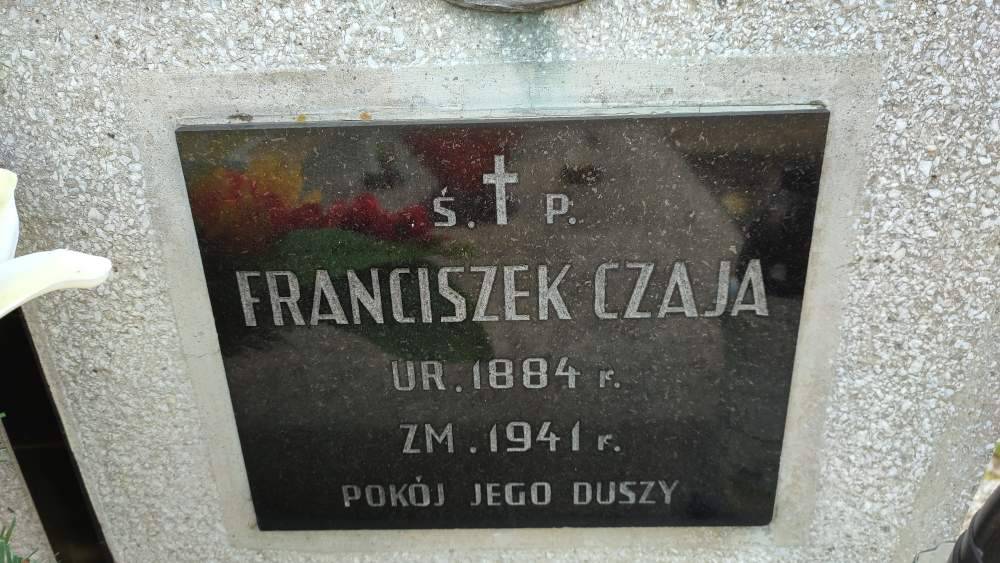 Ś. † P.
FRANCISZEK CZAJA
UR. 1884 r.
ZM. 1941 r.
POKÓJ JEGO DUSZY